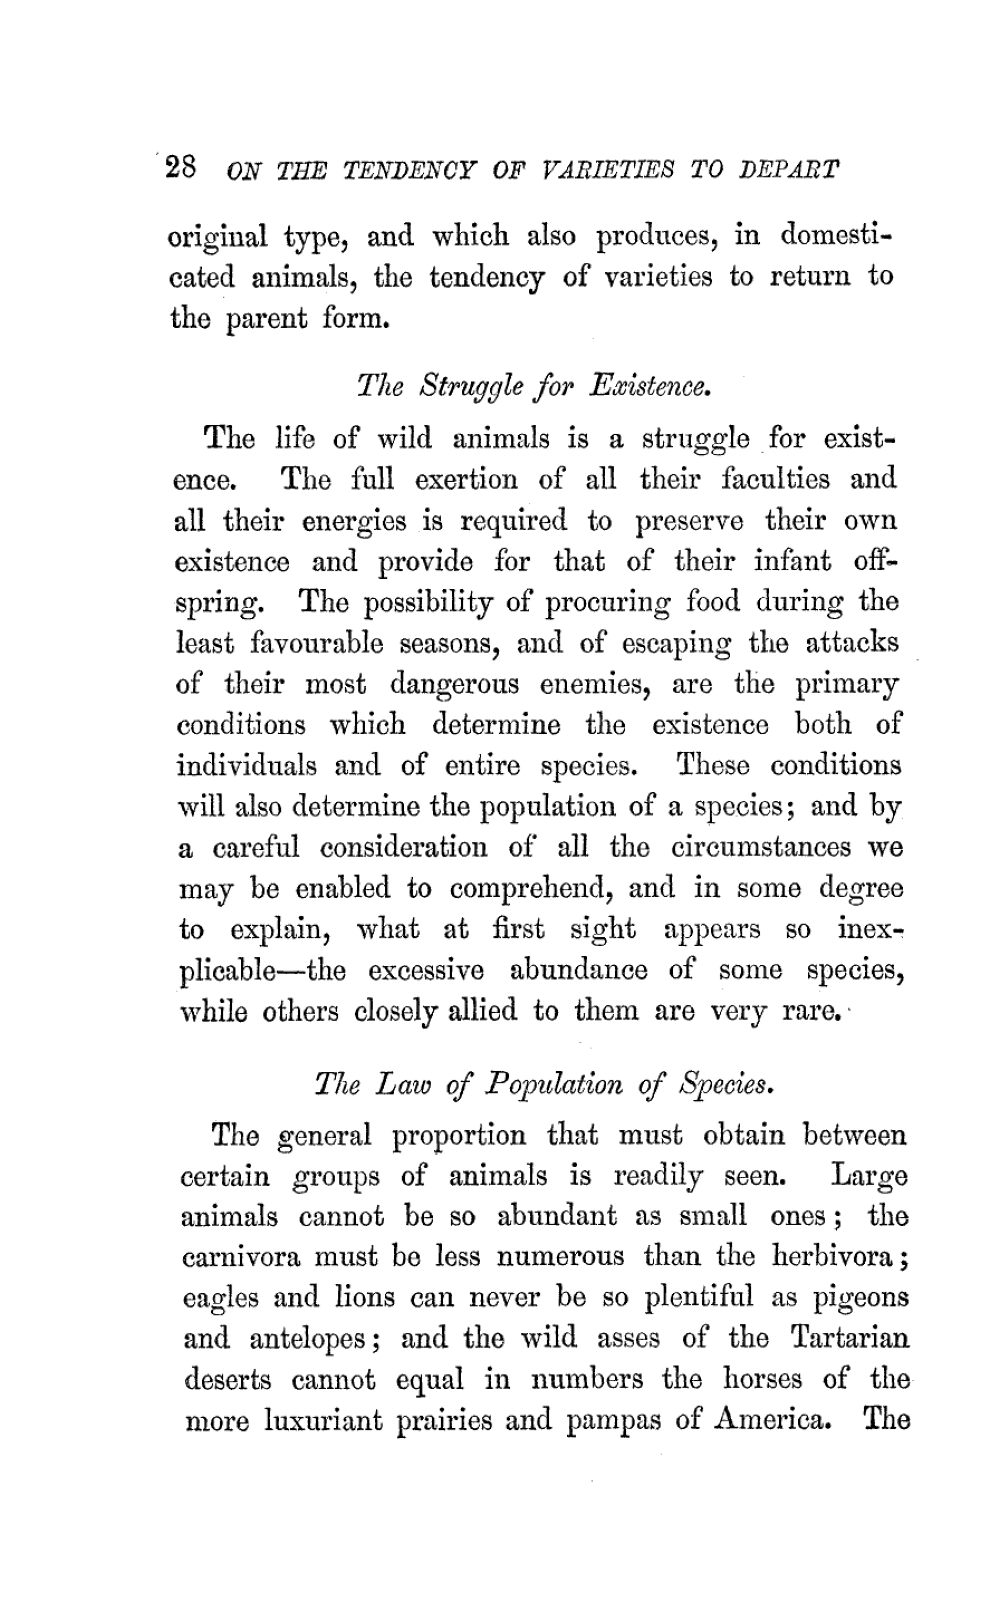 28 ON THE TENDENCY OF VARIETIES TO DEPART
original type, and which also produces, in domesti-
cated animals, the tendency of varieties to return to
the parent form.
The Struggle for Existence.
The life of wild animals is a struggle for exist-
ence. The full exertion of all their faculties and
all their energies is required to preserve their own
existence and provide for that of their infant off-
spring. The possibility of procuring food during the
least favourable seasons, and of escaping the attacks
of their most dangerous enemies, are the primary
conditions which determine the existence both of
individuals and of entire species. These conditions
will also determine the population of a species; and by
a careful consideration of all the circumstances we
may be enabled to comprehend, and in some degree
to explain, what at first sight appears so inex-
plicable—the excessive abundance of some species,
while others closely allied to them are very rare.
The Law of Population of Species.
The general proportion that must obtain between
certain groups of animals is readily seen. Large
animals cannot be so abundant as small ones; the
carnivora must be less numerous than the herbivora;
eagles and lions can never be so plentiful as pigeons
and antelopes; and the wild asses of the Tartarian
deserts cannot equal in numbers the horses of the
more luxuriant prairies and pampas of America. The